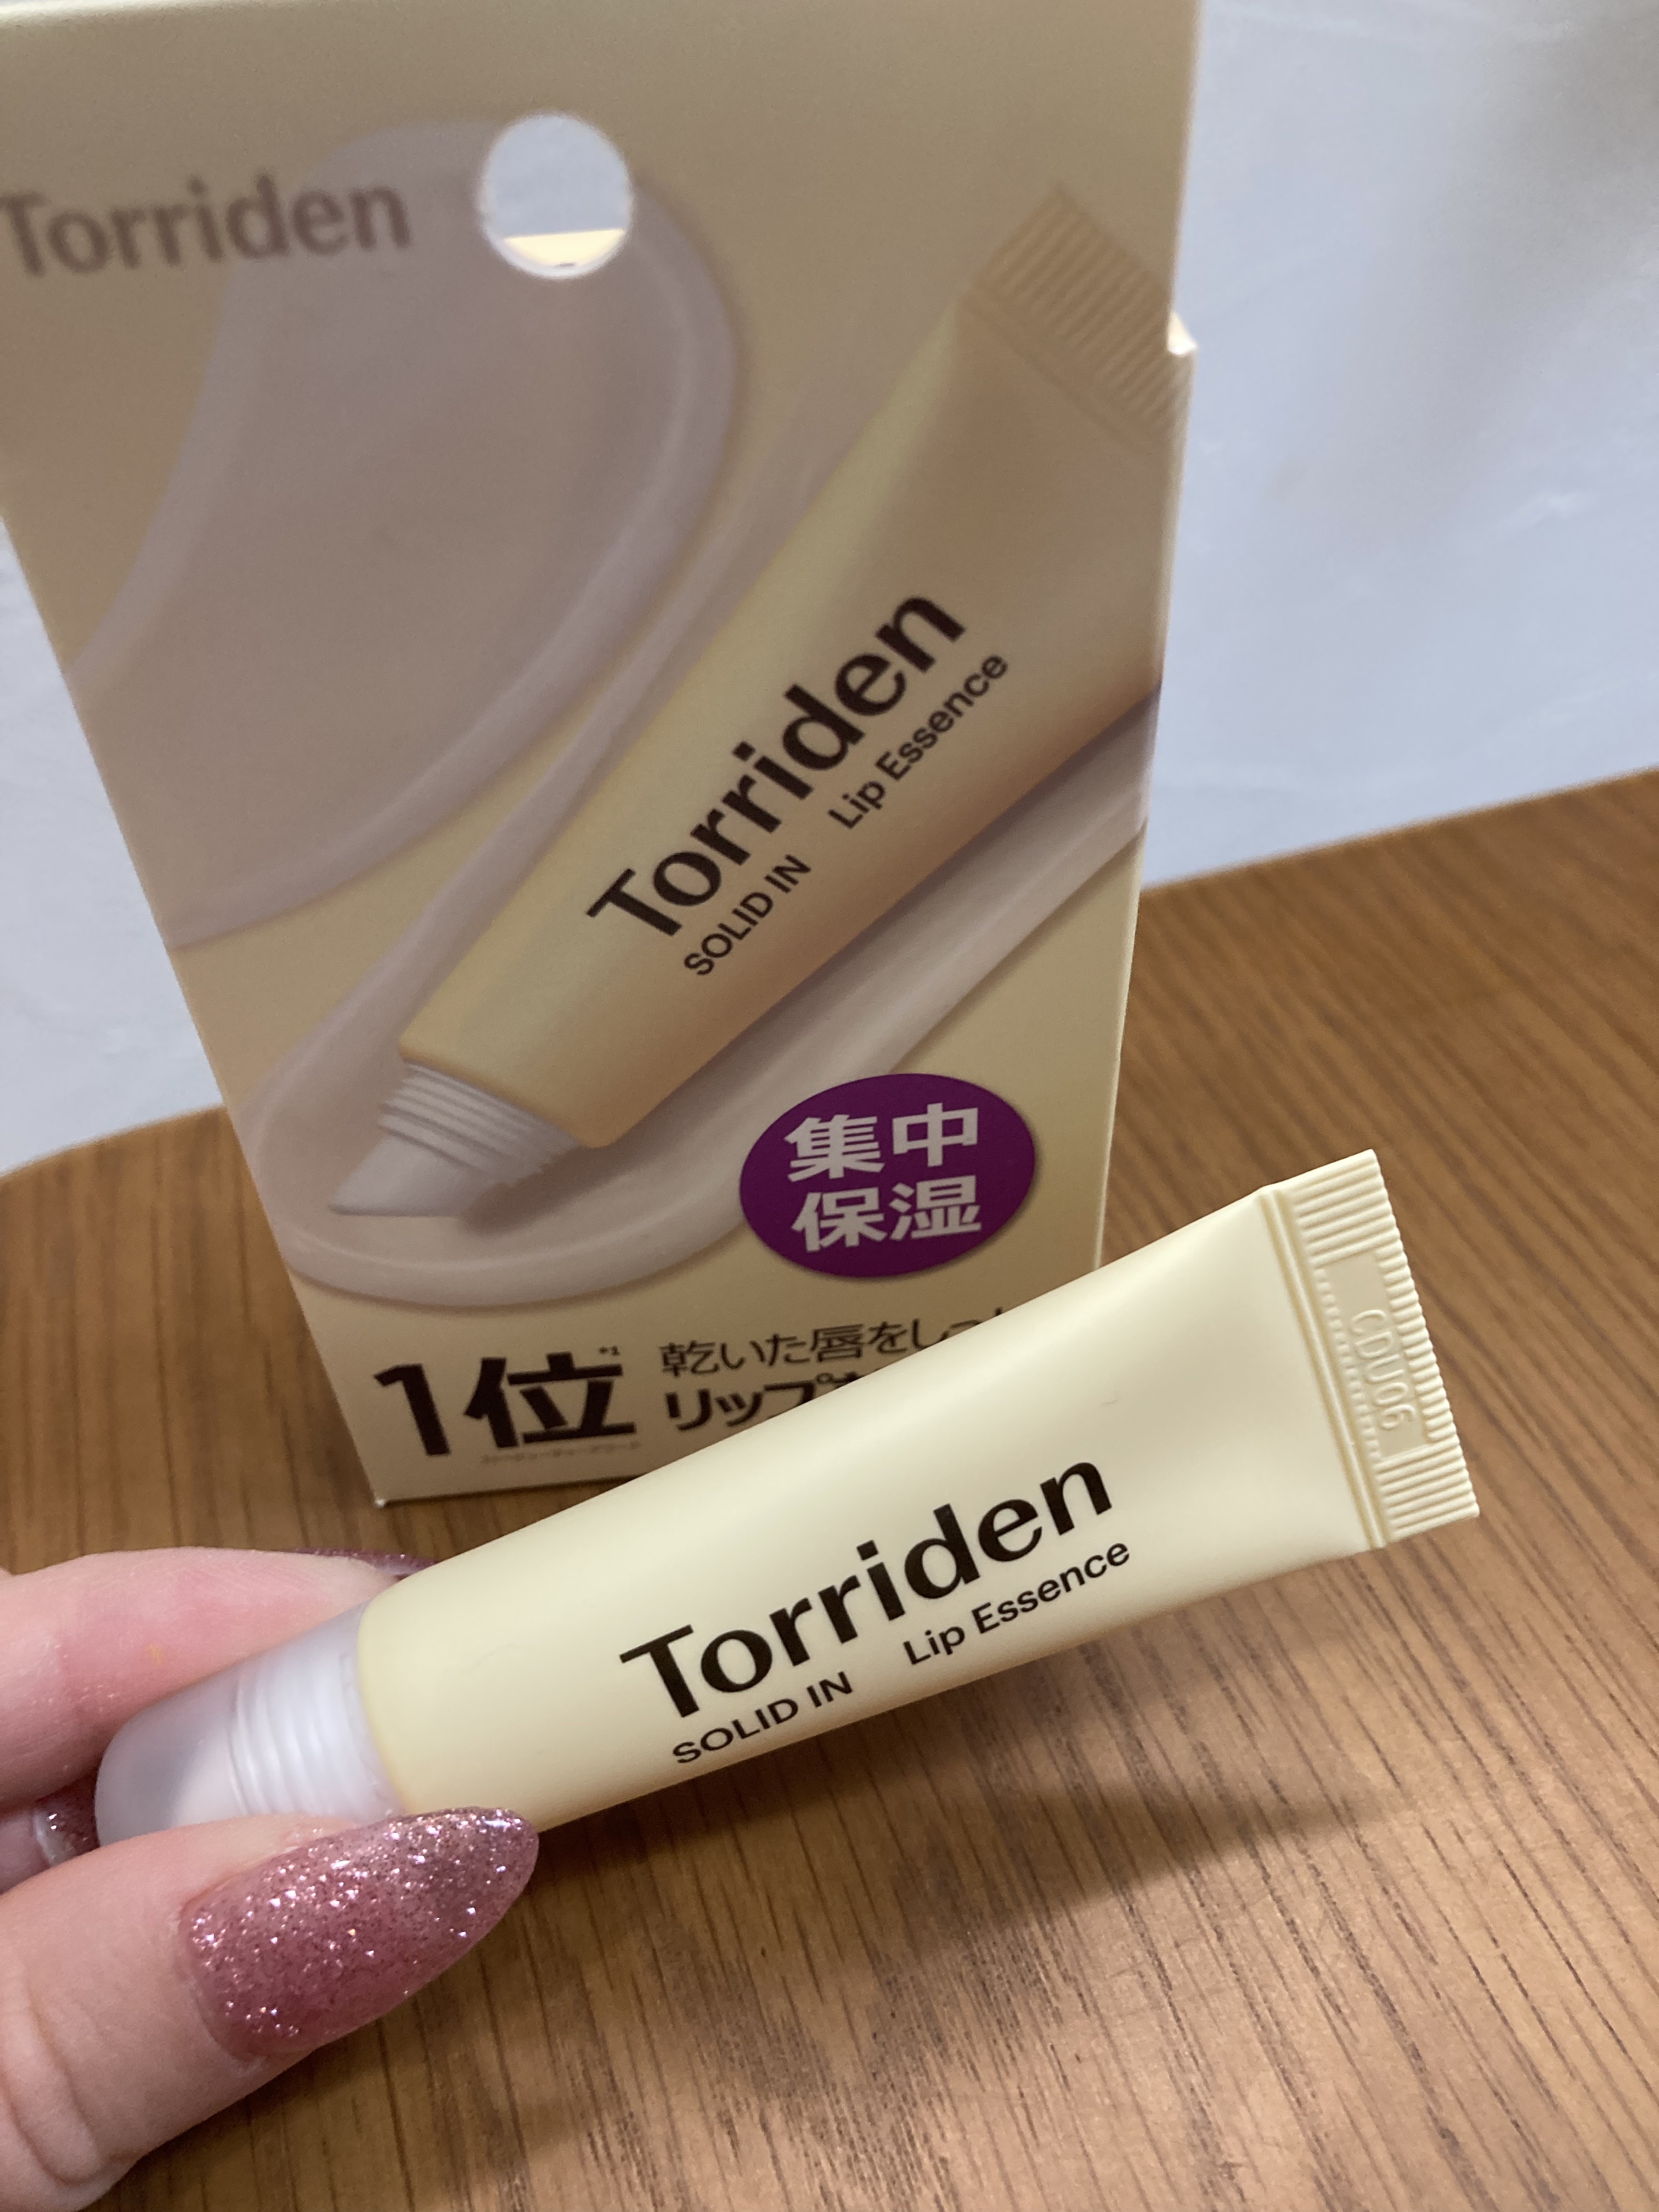 Torriden
Torriden
SOLID IN Lip Essence
集中
保湿
1位*1
乾いた唇をしっ
リップ
CDU06
Torriden
SOLID IN Lip Essence